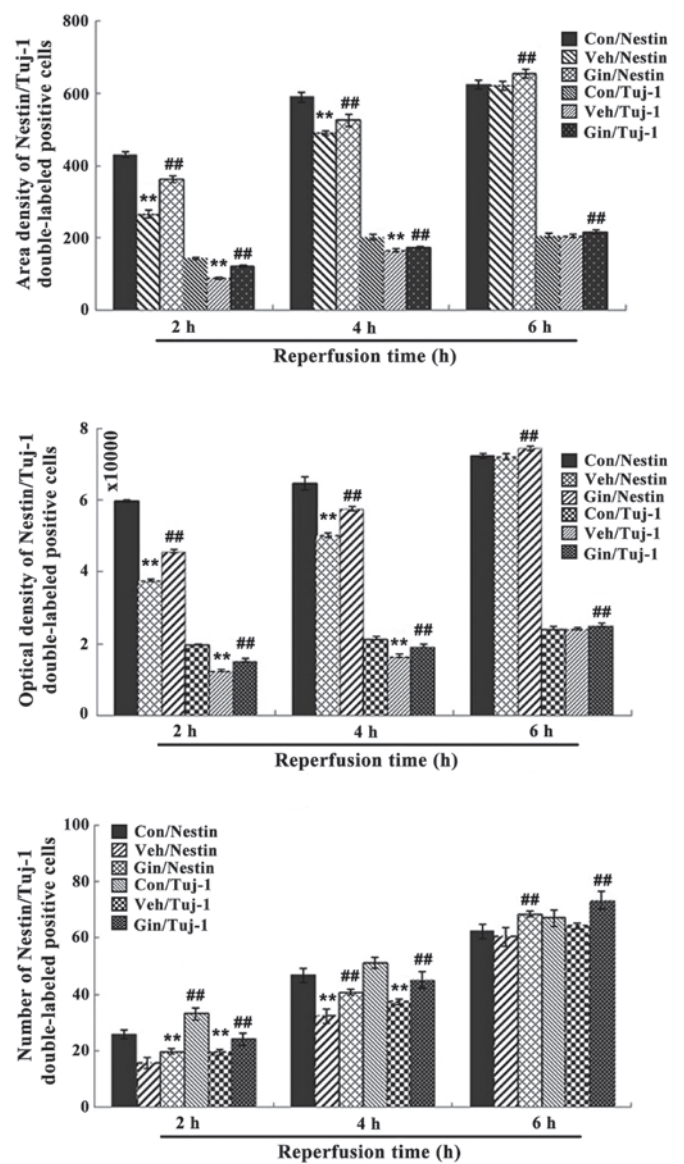 Area density of Nestin/Tuj-1
double-labeled positive cells
800
600
400
200
0
**
##
**
##
**
##
**
##
##
##
Con/Nestin
Veh/Nestin
Gin/Nestin
Con/Tuj-1
Veh/Tuj-1
Gin/Tuj-1
2 h
4 h
6 h
Reperfusion time (h)
Optical density of Nestin/Tuj-1
double-labeled positive cells
x10000
8
6
4
2
0
**
##
**
##
**
##
**
##
##
##
Con/Nestin
Veh/Nestin
Gin/Nestin
Con/Tuj-1
Veh/Tuj-1
Gin/Tuj-1
2 h
4 h
6 h
Reperfusion time (h)
Number of Nestin/Tuj-1
double-labeled positive cells
100
80
60
40
20
0
Con/Nestin
Veh/Nestin
Gin/Nestin
Con/Tuj-1
Veh/Tuj-1
Gin/Tuj-1
**
##
**
##
**
##
**
##
##
##
2 h
4 h
6 h
Reperfusion time (h)